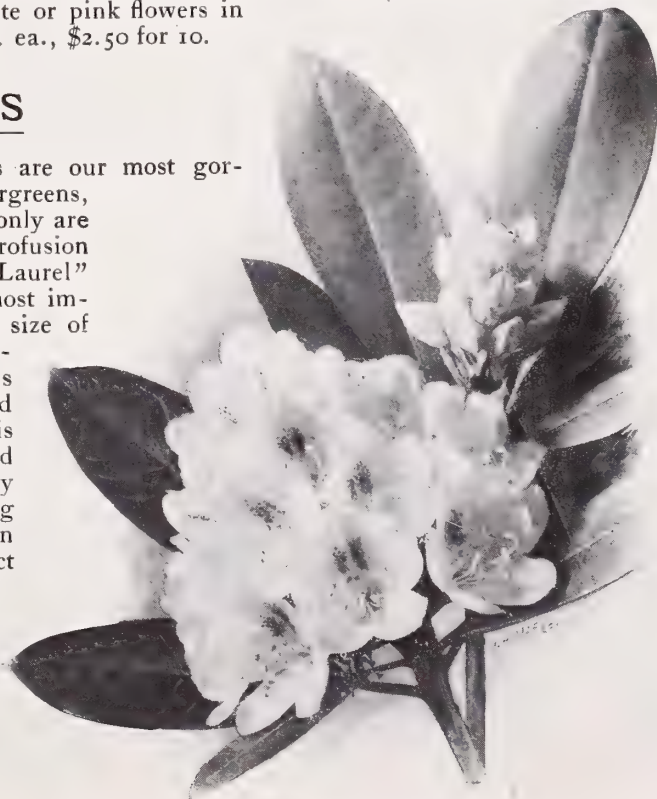 te or pink flowers in
. ea., $2.50 for 10.
S
s are our most gor-
rgreens,
only are
rofusion
Laurel”
ost im-
size of
-
s
d
is
d
y
g
n
ct